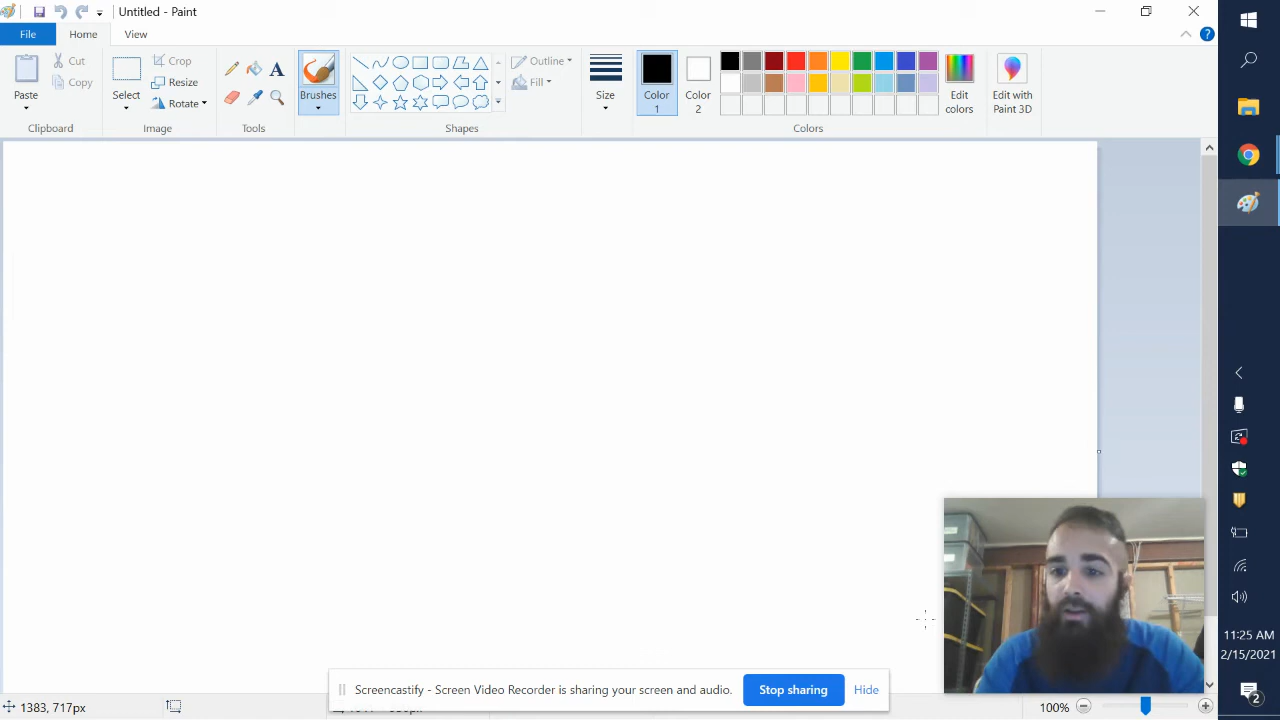 Untitled - Paint
File
Home
View
Paste
Cut
Copy
Clipboard
Select
Crop
Resize
Rotate
Image
A
Tools
Brushes
Outline
Fill
Shapes
Size
Color 1
Color 2
Edit colors
Colors
Edit with Paint 3D
Screencastify - Screen Video Recorder is sharing your screen and audio.
Stop sharing
Hide
1383, 717px
100%
11:25 AM
2/15/2021
2